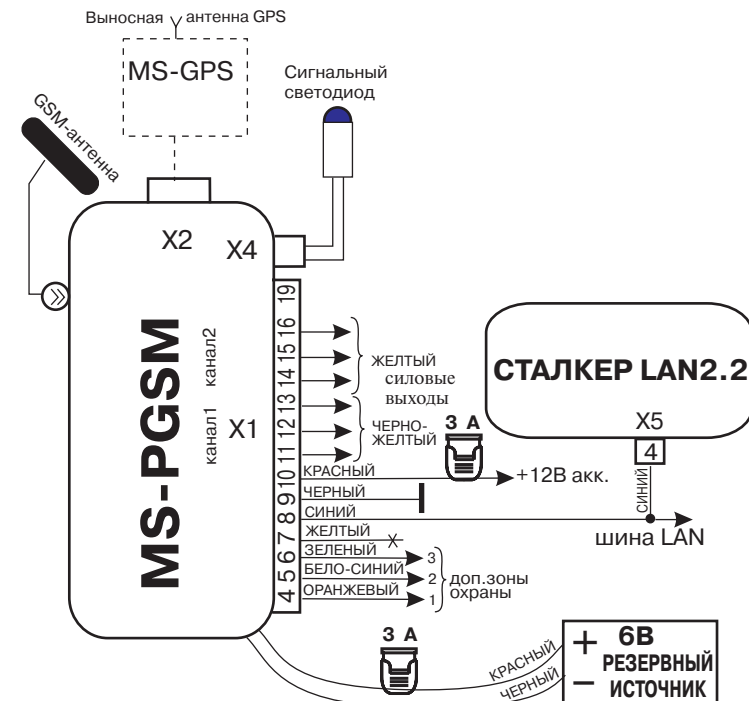 Выносная антенна GPS
MS-GPS
Сигнальный
светодиод
GSM-антенна
X2
X4
MS-PGSM
канал1 канал2
X1
19
16
15
14
13
12
11
10
9
8
7
6
5
4
ЖЕЛТЫЙ
силовые
выходы
ЧЕРНО-
ЖЕЛТЫЙ
3 А
КРАСНЫЙ
+12В акк.
ЧЕРНЫЙ
СИНИЙ
ЖЕЛТЫЙ
X
ЗЕЛЕНЫЙ 3
БЕЛО-СИНИЙ 2
ОРАНЖЕВЫЙ 1
доп.зоны
охраны
СТАЛКЕР LAN2.2
X5
4
СИНИЙ
шина LAN
3 А
КРАСНЫЙ
ЧЕРНЫЙ
+ 6В
РЕЗЕРВНЫЙ
– ИСТОЧНИК